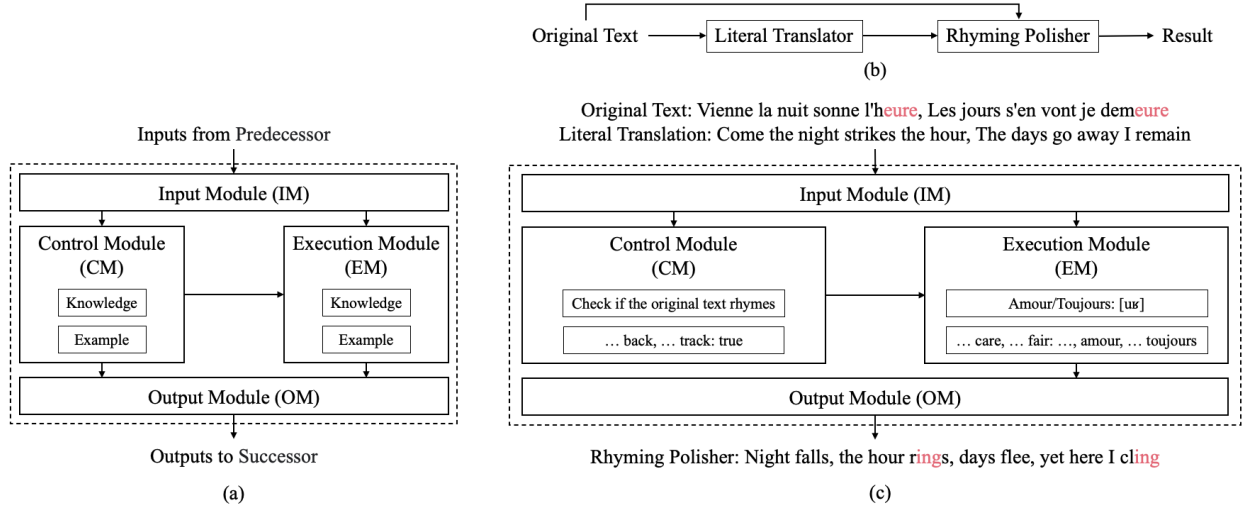 Inputs from Predecessor
Input Module (IM)
Control Module
(CM)
Knowledge
Example
Execution Module
(EM)
Knowledge
Example
Output Module (OM)
Outputs to Successor
(a)
Original Text
Literal Translator
Rhyming Polisher
Result
(b)
Original Text: Vienne la nuit sonne l'heure, Les jours s'en vont je demeure
Literal Translation: Come the night strikes the hour, The days go away I remain
Input Module (IM)
Control Module
(CM)
Check if the original text rhymes
… back, … track: true
Execution Module
(EM)
Amour/Toujours: [uʁ]
… care, … fair: …, amour, … toujours
Output Module (OM)
Rhyming Polisher: Night falls, the hour rings, days flee, yet here I cling
(c)